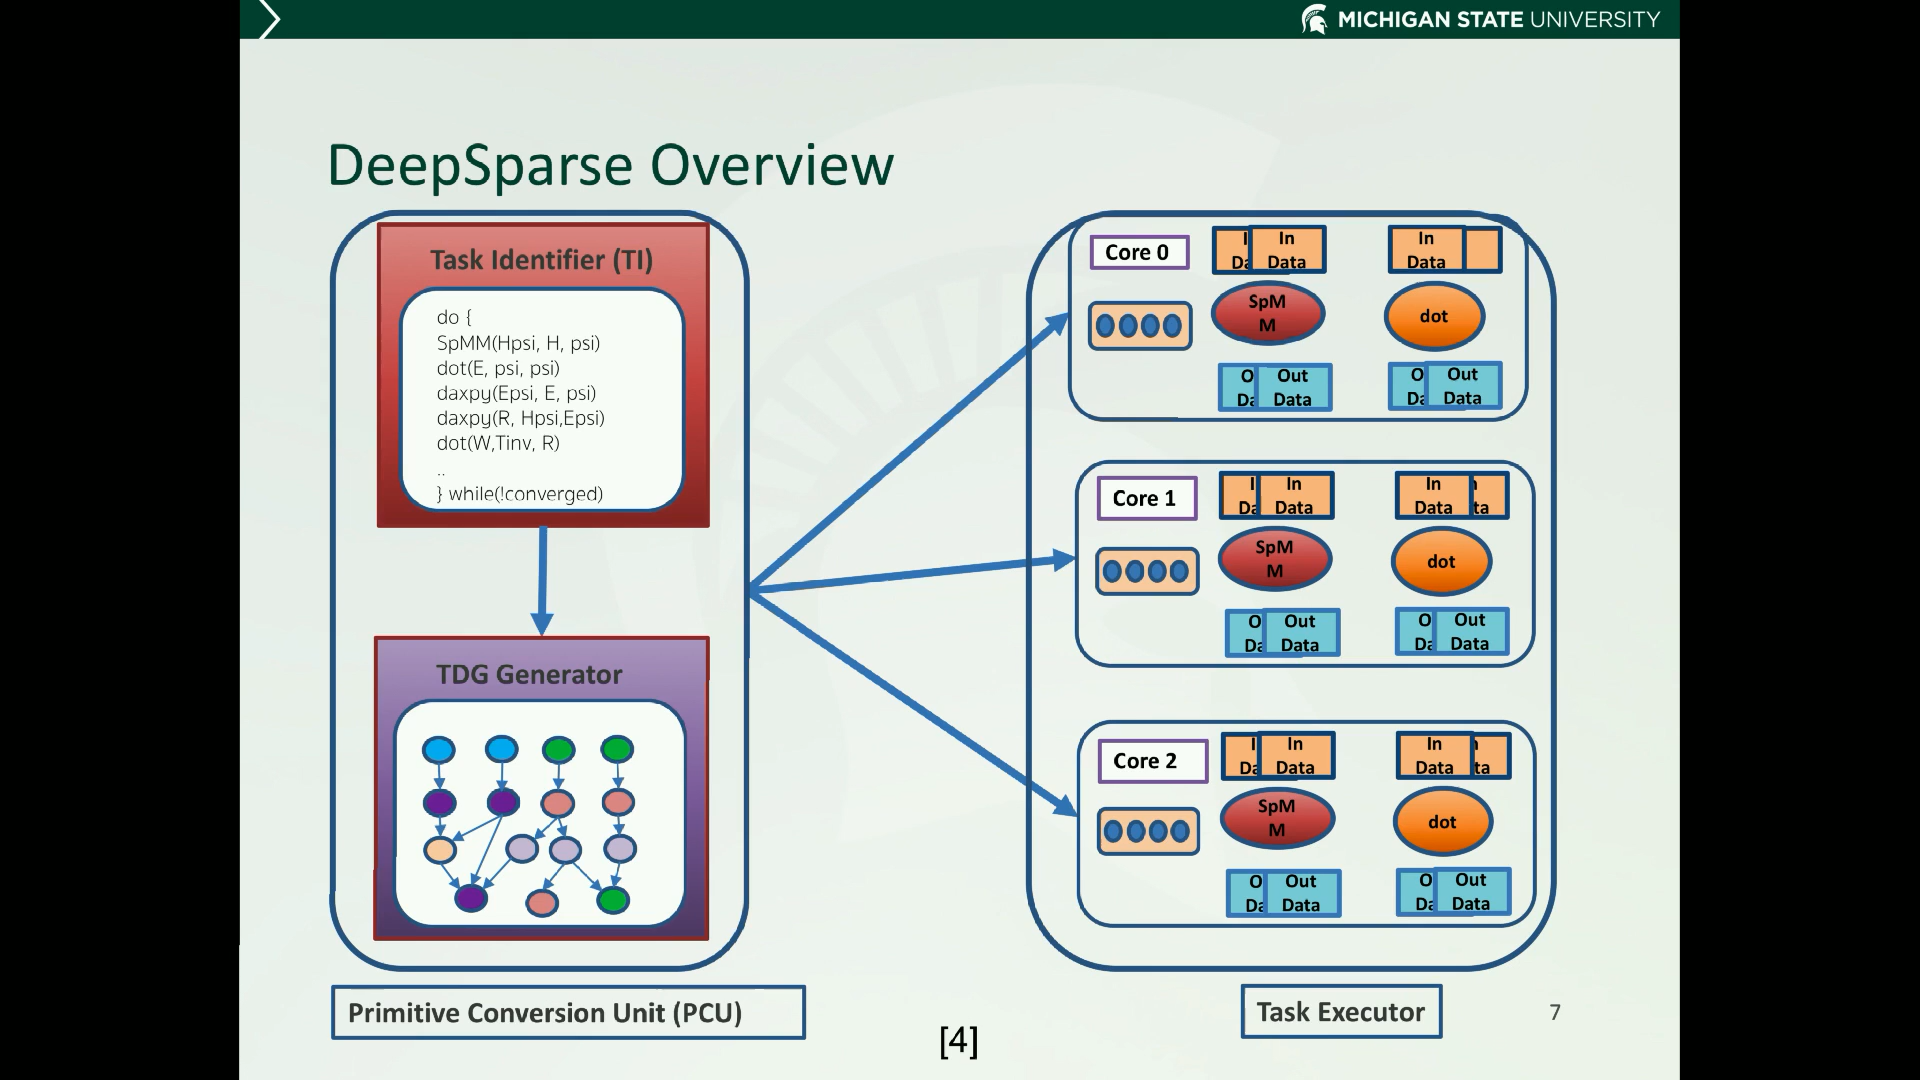 MICHIGAN STATE UNIVERSITY
DeepSparse Overview
Task Identifier (TI)
do {
SpMM(Hpsi, H, psi)
dot(E, psi, psi)
daxpy(Epsi, E, psi)
daxpy(R, Hpsi,Epsi)
dot(W,Tinv, R)
..
} while(!converged)
TDG Generator
Primitive Conversion Unit (PCU)
Core 0
In
Data
In
Data
SpM
M
dot
Out
Data
Out
Data
Core 1
In
Data
In
Data
SpM
M
dot
Out
Data
Out
Data
Core 2
In
Data
In
Data
SpM
M
dot
Out
Data
Out
Data
Task Executor
7
[4]